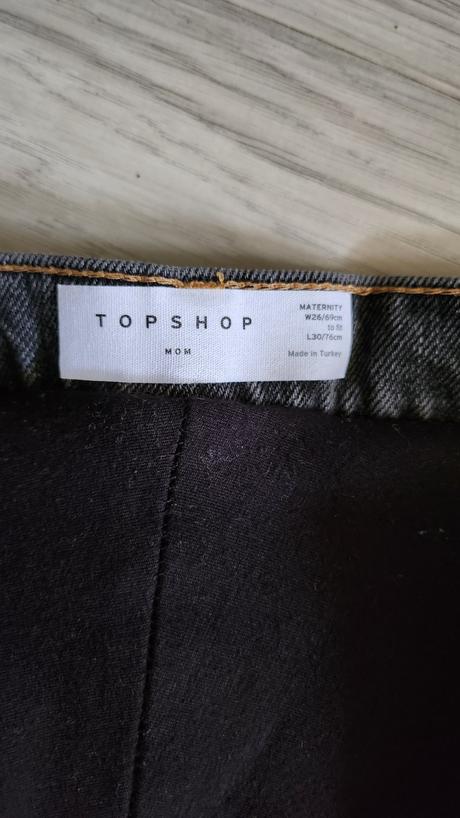 TOPSHOP
MOM
MATERNITY
W26/69cm
to fit
L30/76cm
Made in Turkey